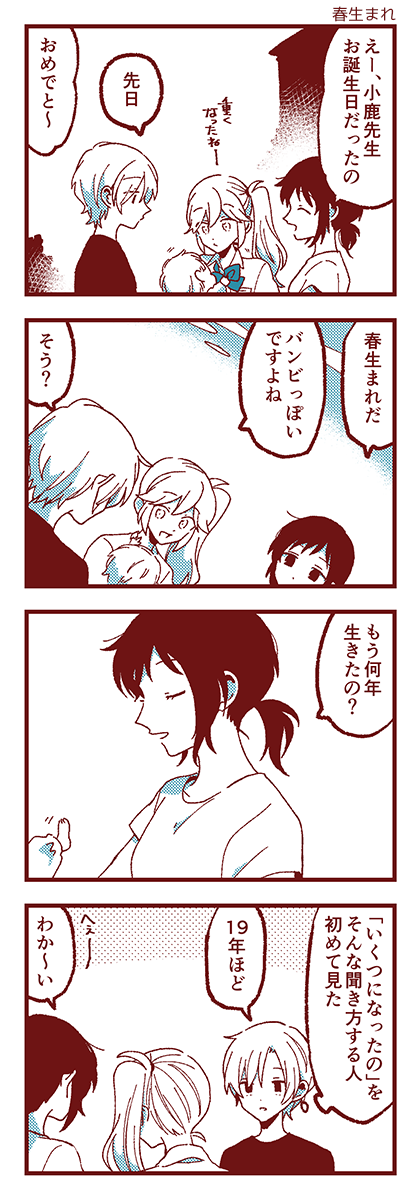 春生まれ
えー、小鹿先生
お誕生日だったの
重く
なったねー
先日
おめでと〜
春生まれだ
バンビっぽい
ですよね
そう?
もう何年
生きたの?
「いくつになったの」を
そんな聞き方する人
初めて見た
19年ほど
へぇー
わか〜い